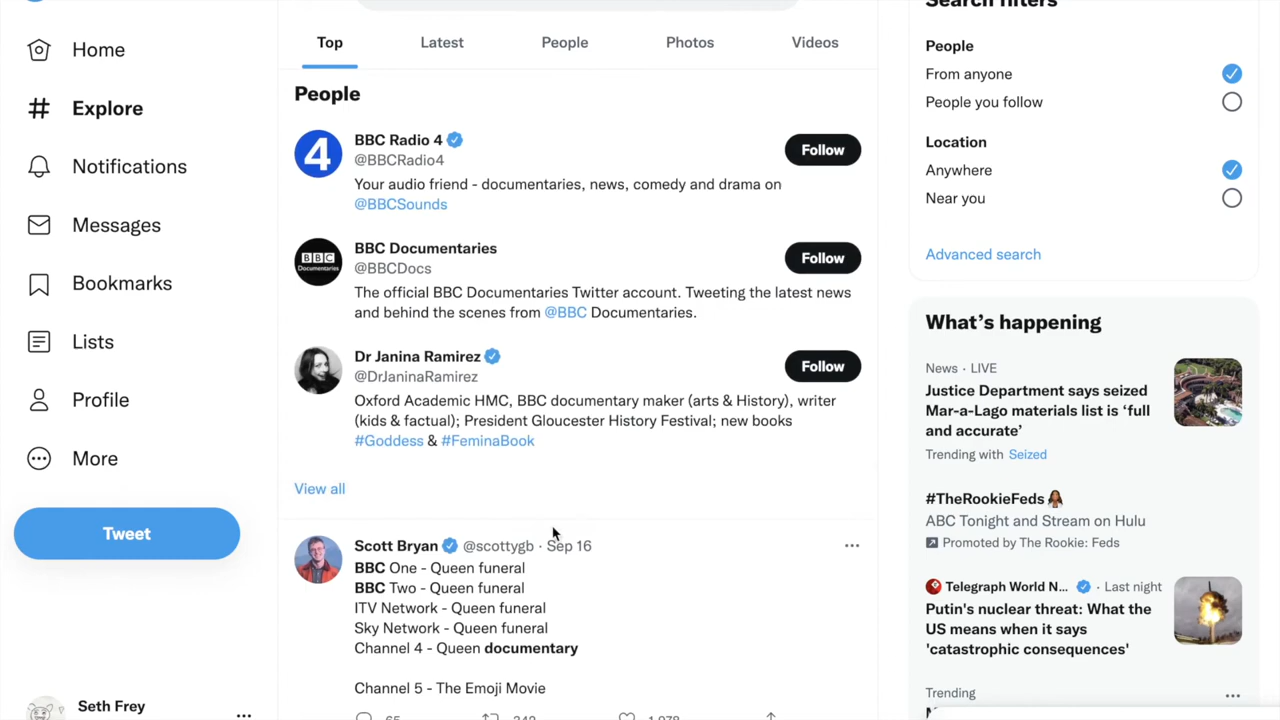 Home
Explore
Notifications
Messages
Bookmarks
Lists
Profile
More
Tweet
Seth Frey
Top
Latest
People
Photos
Videos
People
4
BBC Radio 4
@BBCRadio4
Follow
Your audio friend - documentaries, news, comedy and drama on
@BBCSounds
BBC
Documentaries
BBC Documentaries
@BBCDocs
Follow
The official BBC Documentaries Twitter account. Tweeting the latest news
and behind the scenes from @BBC Documentaries.
Dr Janina Ramirez
@DrJaninaRamirez
Follow
Oxford Academic HMC, BBC documentary maker (arts & History), writer
(kids & factual); President Gloucester History Festival; new books
#Goddess & #FeminaBook
View all
Scott Bryan @scottygb · Sep 16
BBC One - Queen funeral
BBC Two - Queen funeral
ITV Network - Queen funeral
Sky Network - Queen funeral
Channel 4 - Queen documentary
Channel 5 - The Emoji Movie
Search filters
People
From anyone
People you follow
Location
Anywhere
Near you
Advanced search
What's happening
News · LIVE
Justice Department says seized
Mar-a-Lago materials list is 'full
and accurate'
Trending with Seized
#TheRookieFeds
ABC Tonight and Stream on Hulu
Promoted by The Rookie: Feds
Telegraph World N... · Last night
Putin's nuclear threat: What the
US means when it says
'catastrophic consequences'
Trending